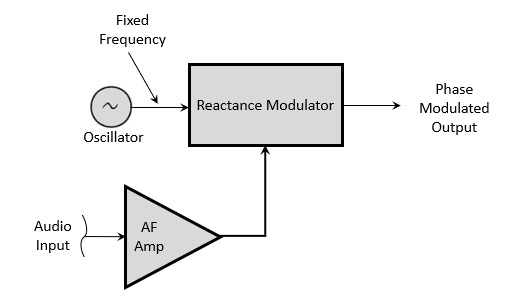 Fixed
Frequency
Oscillator
Reactance Modulator
Phase
Modulated
Output
Audio
Input
AF
Amp